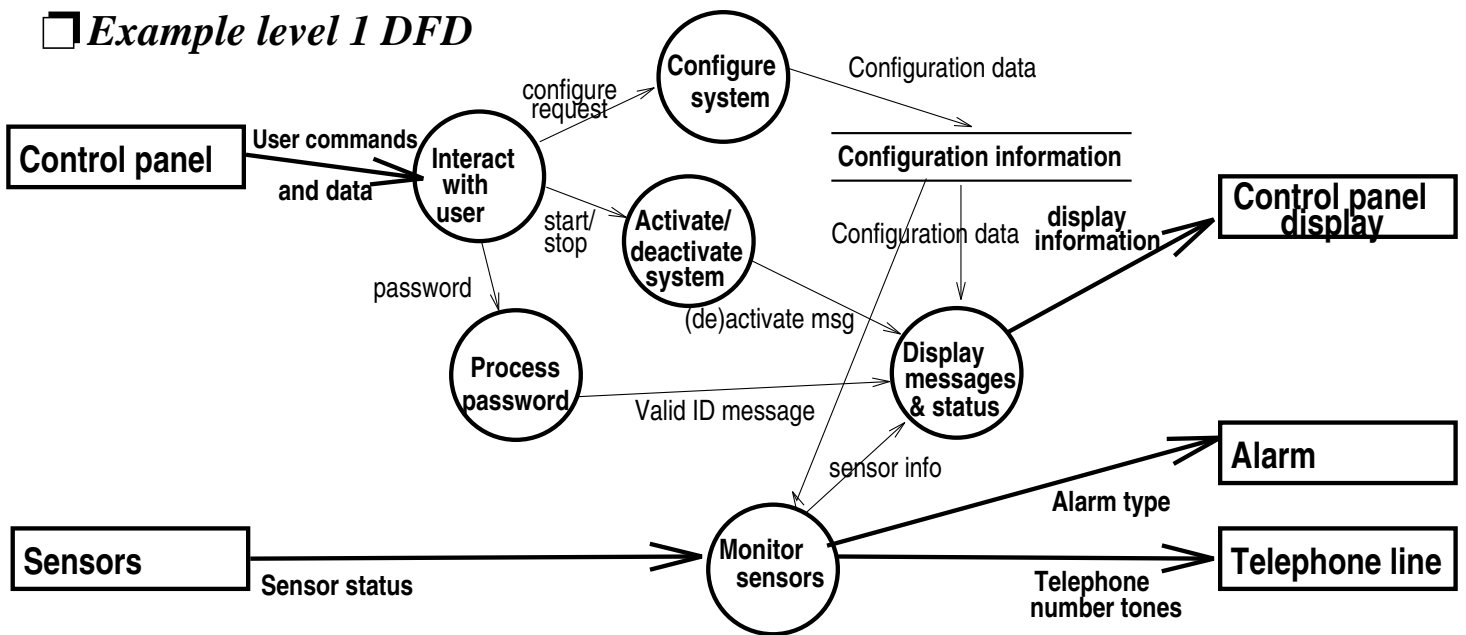 Example level 1 DFD
Configure
system
Configuration data
configure
request
User commands
Control panel
and data
Interact
with
user
Configuration information
start/
stop
Activate/
deactivate
system
Configuration data
display
information
Control panel
display
password
(de)activate msg
Process
password
Display
messages
& status
Valid ID message
sensor info
Alarm
Alarm type
Sensors
Sensor status
Monitor
sensors
Telephone line
Telephone
number tones